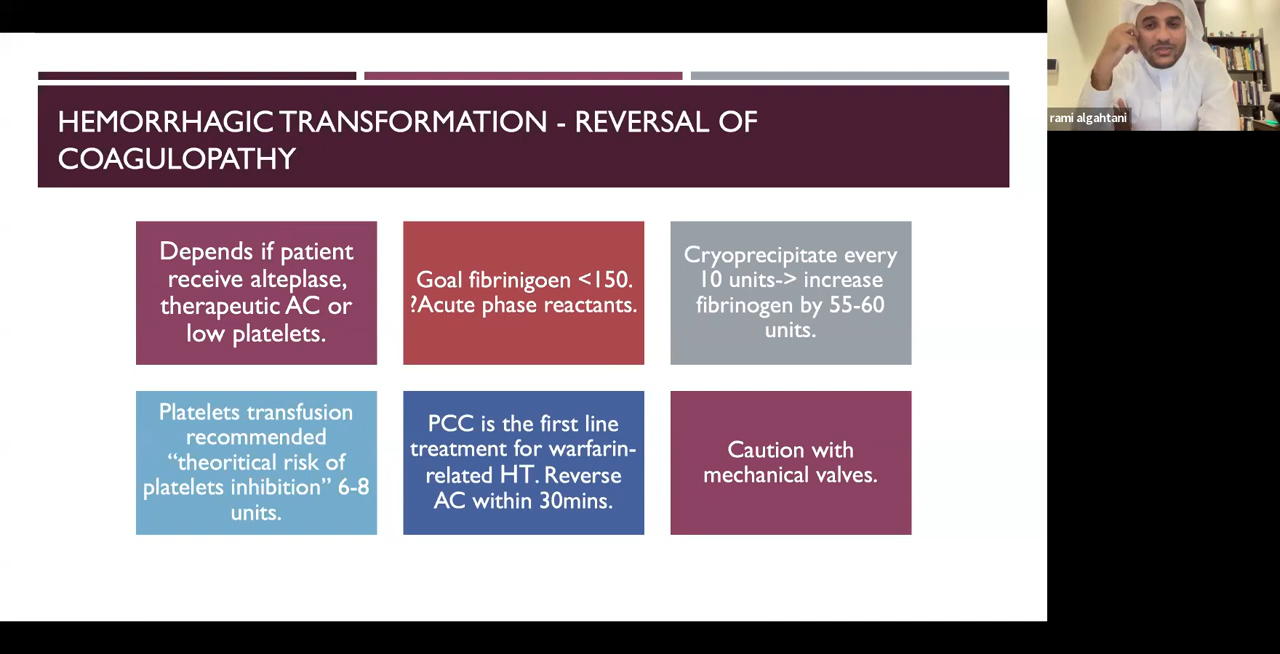 HEMORRHAGIC TRANSFORMATION - REVERSAL OF
COAGULOPATHY
Depends if patient
receive alteplase,
therapeutic AC or
low platelets.
Goal fibrinigoen <150.
?Acute phase reactants.
Cryoprecipitate every
10 units-> increase
fibrinogen by 55-60
units.
Platelets transfusion
recommended
“theoritical risk of
platelets inhibition” 6-8
units.
PCC is the first line
treatment for warfarin-
related HT. Reverse
AC within 30mins.
Caution with
mechanical valves.
rami algahtani